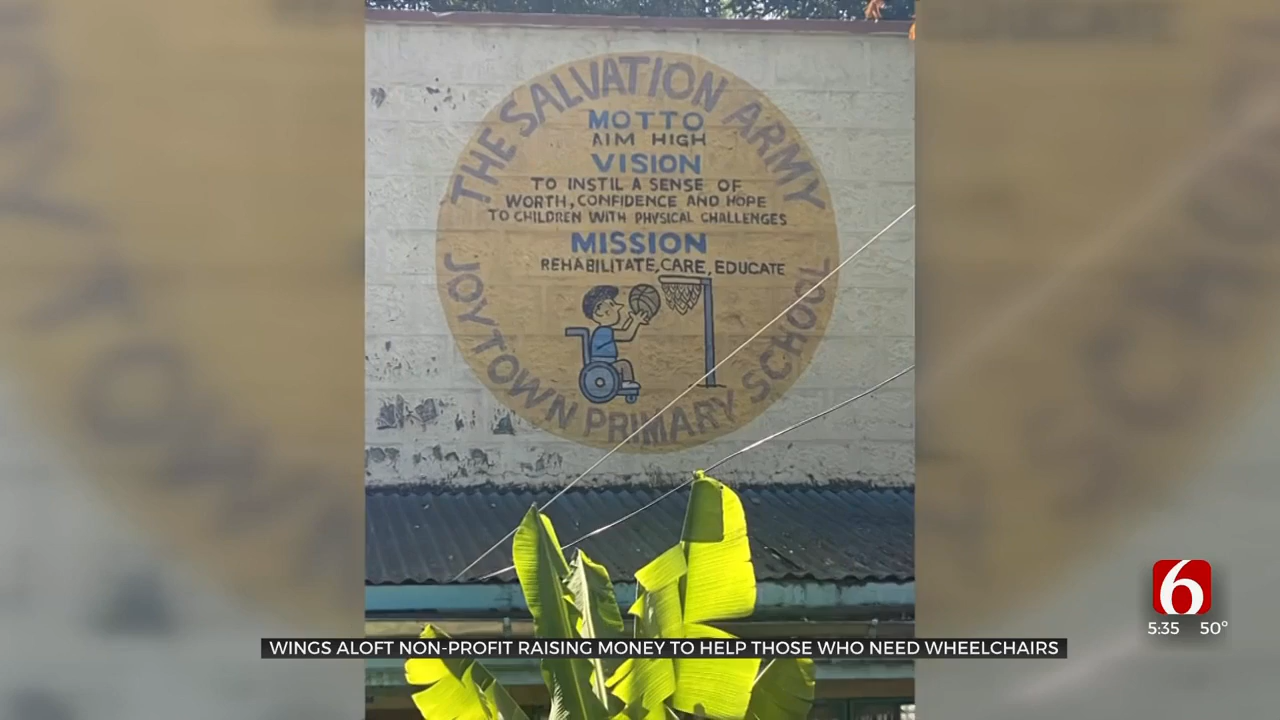 THE SALVATION ARMY
MOTTO
AIM HIGH
VISION
TO INSTIL A SENSE OF
WORTH, CONFIDENCE AND HOPE
TO CHILDREN WITH PHYSICAL CHALLENGES
MISSION
REHABILITATE, CARE, EDUCATE
JOYTOWN PRIMARY SCHOOL
6
5:35 50°
WINGS ALOFT NON-PROFIT RAISING MONEY TO HELP THOSE WHO NEED WHEELCHAIRS